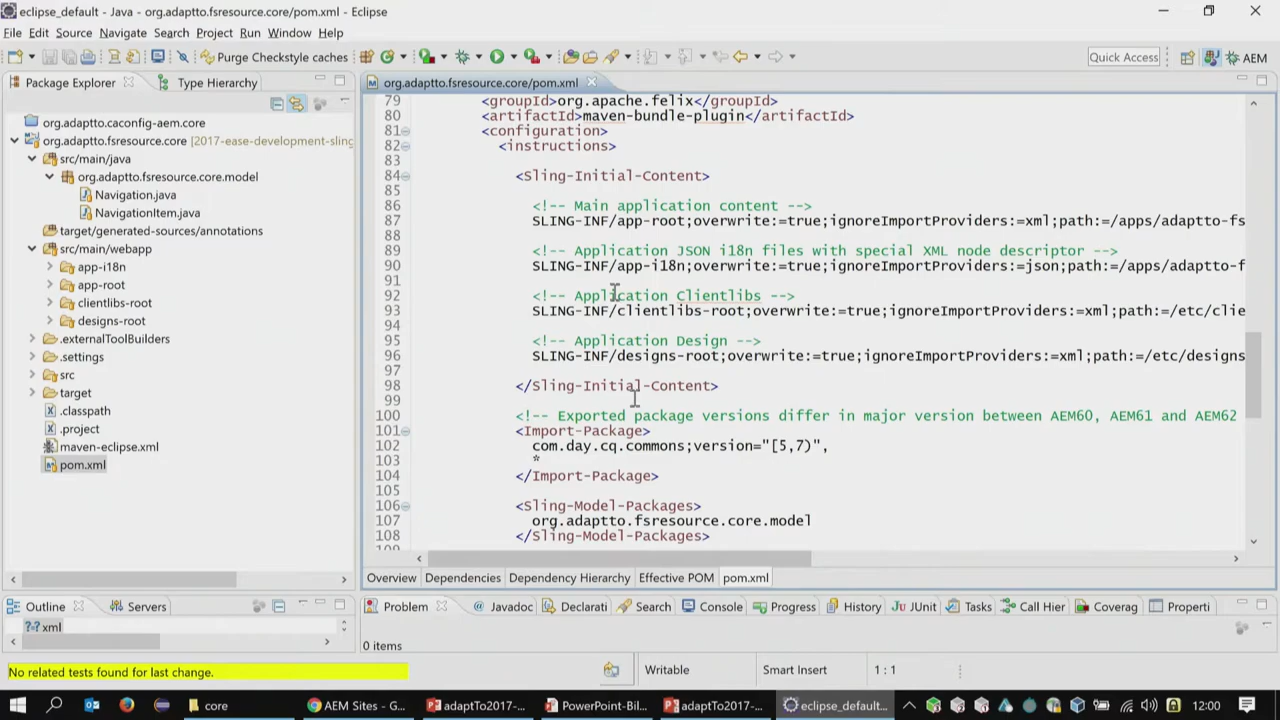 eclipse_default - Java - org.adaptto.fsresource.core/pom.xml - Eclipse
File Edit Source Navigate Search Project Run Window Help
Purge Checkstyle caches
Quick Access
AEM
Package Explorer
Type Hierarchy
org.adaptto.fsresource.core/pom.xml
org.adaptto.caconfig-aem.core
org.adaptto.fsresource.core [2017-ease-development-sling
src/main/java
org.adaptto.fsresource.core.model
Navigation.java
NavigationItem.java
target/generated-sources/annotations
src/main/webapp
app-i18n
app-root
clientlibs-root
designs-root
.externalToolBuilders
.settings
src
target
.classpath
.project
maven-eclipse.xml
pom.xml
79 <groupId>org.apache.felix</groupId>
80 <artifactId>maven-bundle-plugin</artifactId>
81 <configuration>
82 <instructions>
83
84 <Sling-Initial-Content>
85
86 <!-- Main application content -->
87 SLING-INF/app-root;overwrite:=true;ignoreImportProviders:=xml;path:=/apps/adaptto-fs
88
89 <!-- Application JSON i18n files with special XML node descriptor -->
90 SLING-INF/app-i18n;overwrite:=true;ignoreImportProviders:=json;path:=/apps/adaptto-f
91
92 <!-- Application Clientlibs -->
93 SLING-INF/clientlibs-root;overwrite:=true;ignoreImportProviders:=xml;path:=/etc/clie
94
95 <!-- Application Design -->
96 SLING-INF/designs-root;overwrite:=true;ignoreImportProviders:=xml;path:=/etc/designs
97
98 </Sling-Initial-Content>
99
100 <!-- Exported package versions differ in major version between AEM60, AEM61 and AEM62
101 <Import-Package>
102 com.day.cq.commons;version="[5,7)",
103 *
104 </Import-Package>
105
106 <Sling-Model-Packages>
107 org.adaptto.fsresource.core.model
108 </Sling-Model-Packages>
109
Overview Dependencies Dependency Hierarchy Effective POM pom.xml
Outline Servers
xml
Problem Javadoc Declarati Search Console Progress History JUnit Tasks Call Hier Coverag Properti
0 items
No related tests found for last change.
Writable Smart Insert 1 : 1
core AEM Sites - G... adaptTo2017-... PowerPoint-Bil... adaptTo2017-... eclipse_default... 12:00